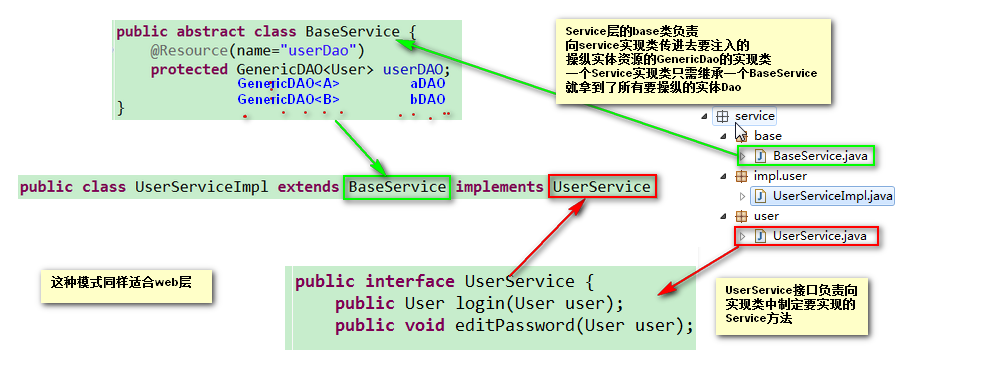 public abstract class BaseService {
@Resource(name="userDao")
protected GenericDAO<User> userDAO;
GenericDAO<A> aDAO
GenericDAO<B> bDAO
. . . . . . . . .
}
Service层的base类负责
向service实现类传进去要注入的
操纵实体资源的GenericDao的实现类
一个Service实现类只需继承一个BaseService
就拿到了所有要操纵的实体Dao
service
base
BaseService.java
impl.user
UserServiceImpl.java
user
UserService.java
public class UserServiceImpl extends BaseService implements UserService
这种模式同样适合web层
public interface UserService {
public User login(User user);
public void editPassword(User user);
UserService接口负责向
实现类中制定要实现的
Service方法